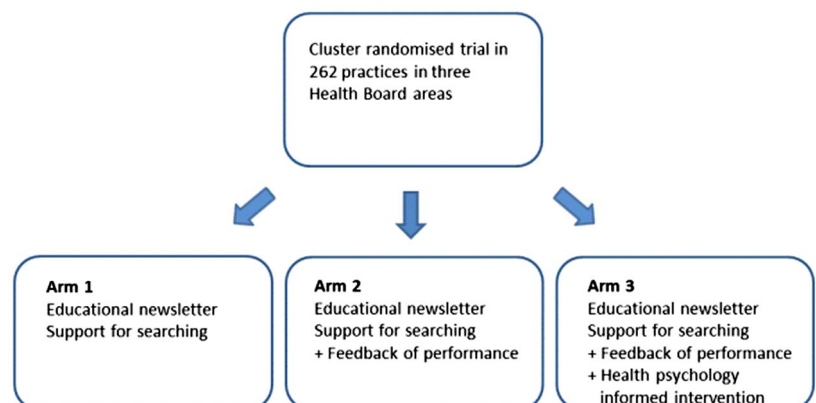 Cluster randomised trial in
262 practices in three
Health Board areas
Arm 1
Educational newsletter
Support for searching
Arm 2
Educational newsletter
Support for searching
+ Feedback of performance
Arm 3
Educational newsletter
Support for searching
+ Feedback of performance
+ Health psychology
informed intervention